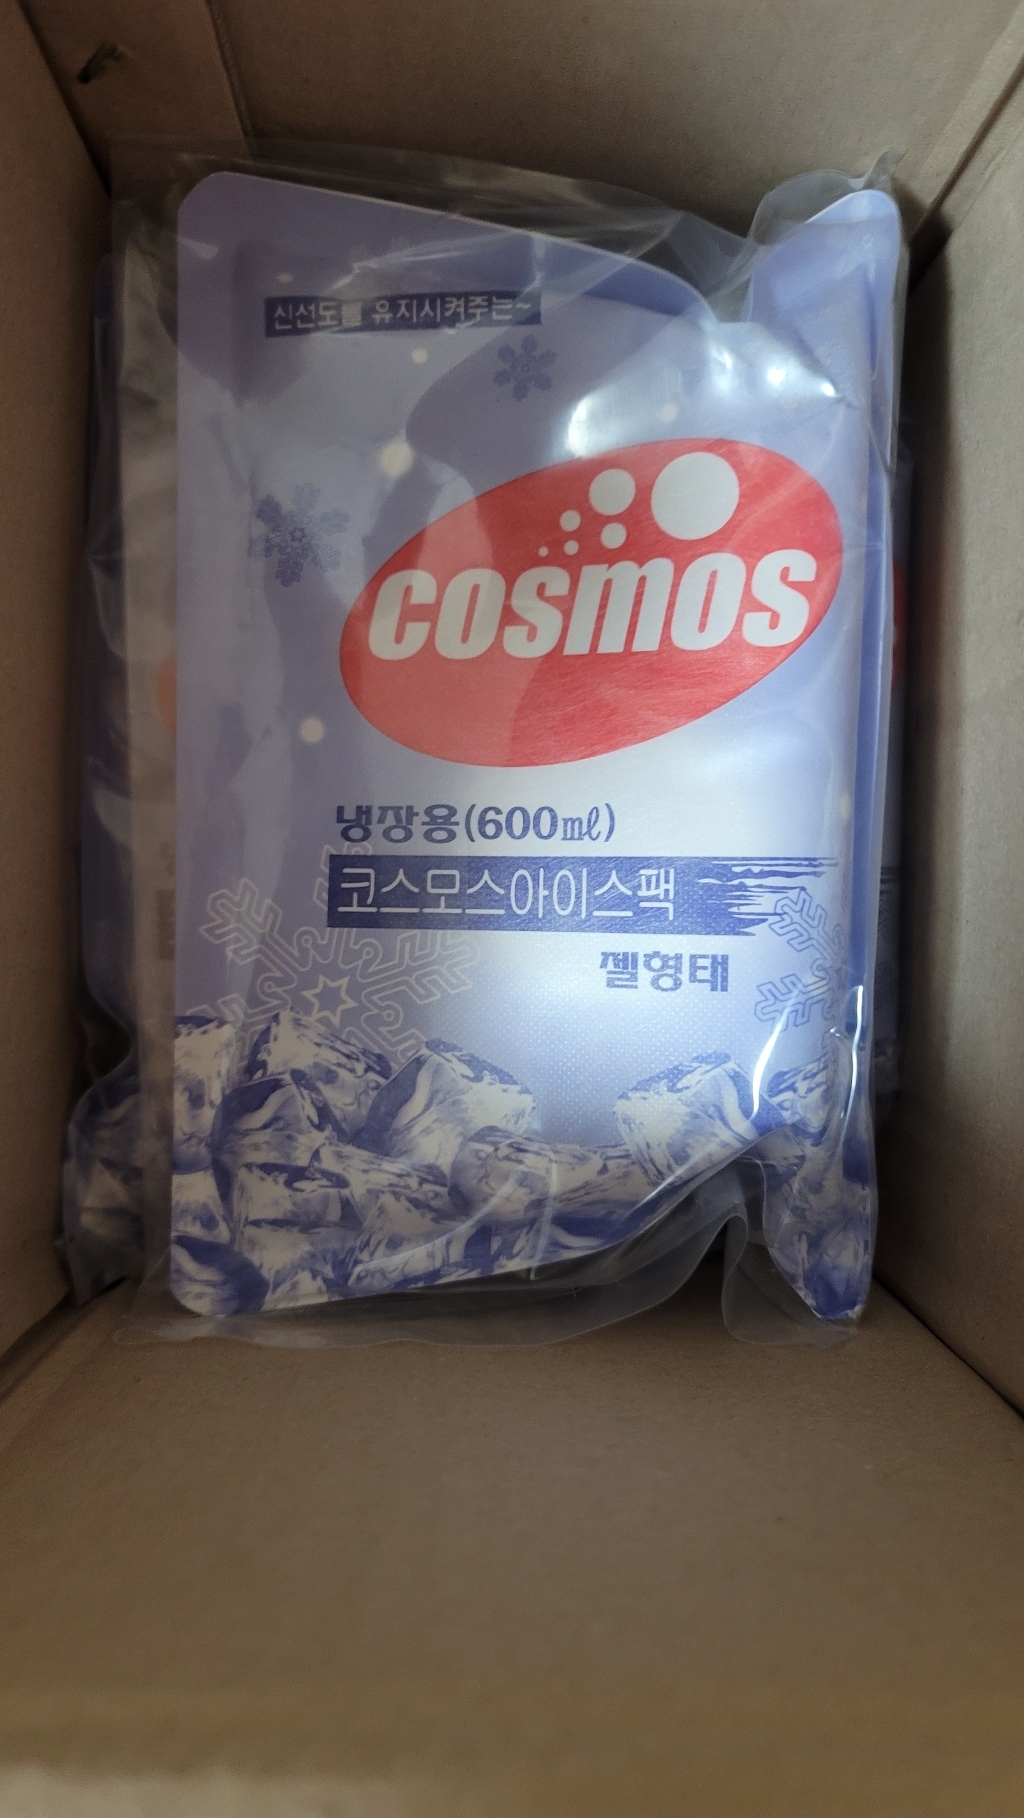 신선도를 유지시켜주는~
cosmos
냉장용(600㎖)
코스모스아이스팩
젤형태